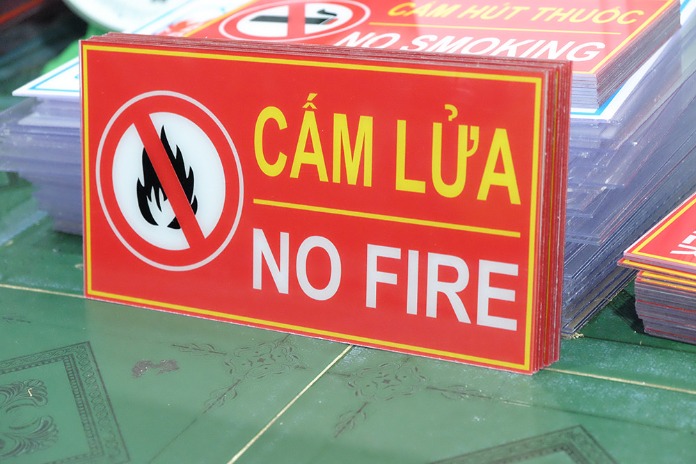 CẤM HÚT THUỐC
NO SMOKING
CẤM LỬA
NO FIRE